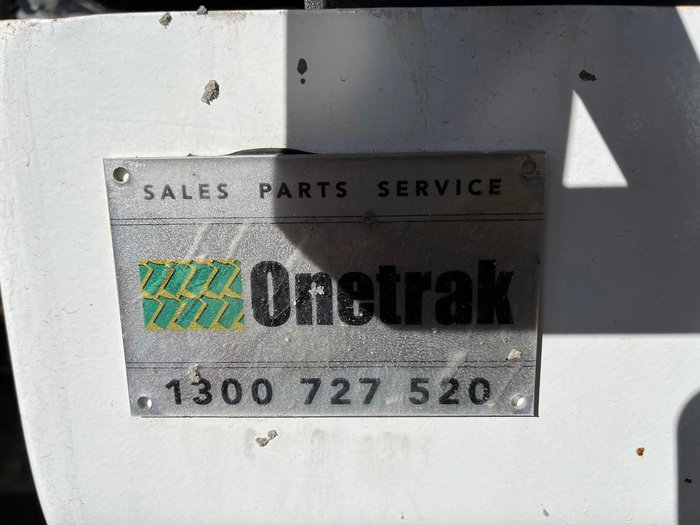 SALES PARTS SERVICE
Onetrak
1300 727 520